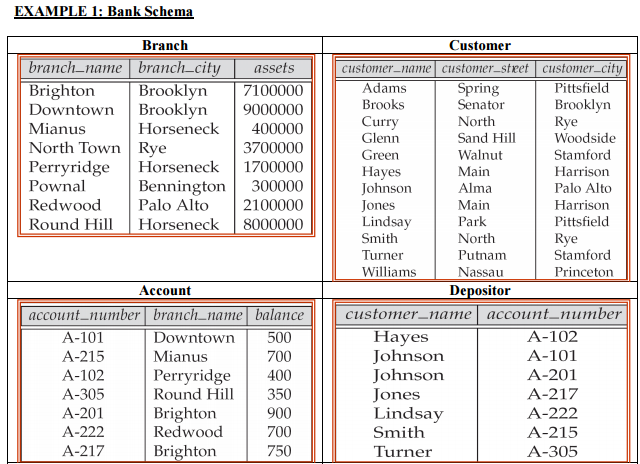 EXAMPLE 1: Bank Schema
Branch
branch_name branch_city assets
Brighton Brooklyn 7100000
Downtown Brooklyn 9000000
Mianus Horseneck 400000
North Town Rye 3700000
Perryridge Horseneck 1700000
Pownal Bennington 300000
Redwood Palo Alto 2100000
Round Hill Horseneck 8000000
Customer
customer_name customer_street customer_city
Adams Spring Pittsfield
Brooks Senator Brooklyn
Curry North Rye
Glenn Sand Hill Woodside
Green Walnut Stamford
Hayes Main Harrison
Johnson Alma Palo Alto
Jones Main Harrison
Lindsay Park Pittsfield
Smith North Rye
Turner Putnam Stamford
Williams Nassau Princeton
Account
account_number branch_name balance
A-101 Downtown 500
A-215 Mianus 700
A-102 Perryridge 400
A-305 Round Hill 350
A-201 Brighton 900
A-222 Redwood 700
A-217 Brighton 750
Depositor
customer_name account_number
Hayes A-102
Johnson A-101
Johnson A-201
Jones A-217
Lindsay A-222
Smith A-215
Turner A-305